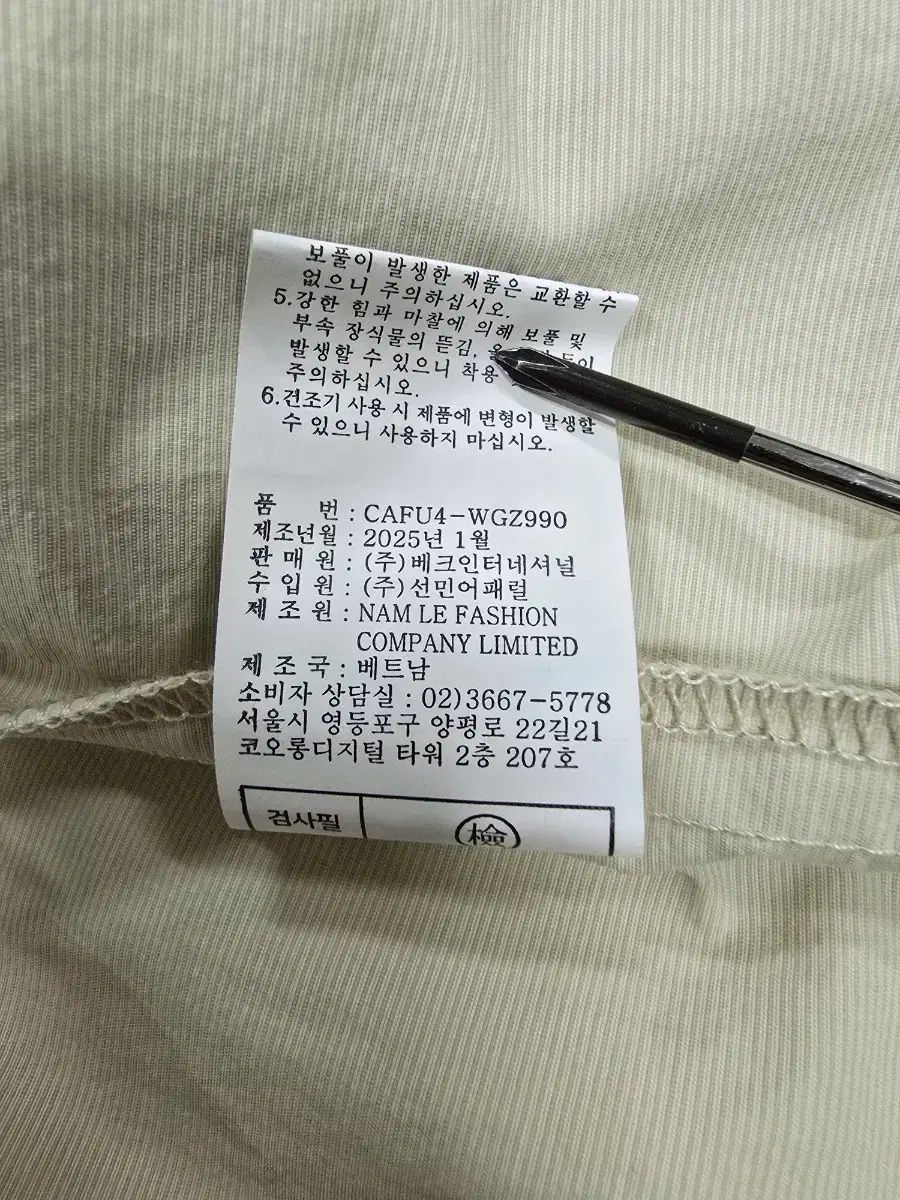 보풀이 발생한 제품은 교환할 수
없으니 주의하십시오.
5.강한 힘과 마찰에 의해 보풀 및
부속 장식물의 뜯김,
발생할 수 있으니 착용
주의하십시오.
6.건조기 사용 시 제품에 변형이 발생할
수 있으니 사용하지 마십시오.
품 번 : CAFU4-WGZ990
제조년월 : 2025년 1월
판 매 원 : (주)베크인터네셔널
수 입 원 : (주)선민어패럴
제 조 원 : NAM LE FASHION
COMPANY LIMITED
제 조 국 : 베트남
소비자 상담실 : 02)3667-5778
서울시 영등포구 양평로 22길21
코오롱디지털 타워 2층 207호
검사필 檢